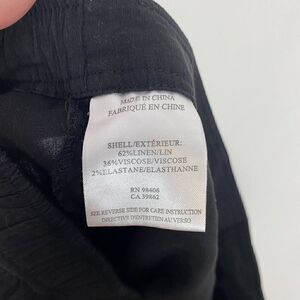 MADE IN CHINA
FABRIQUÉ EN CHINE
SHELL/EXTÉRIEUR:
62%LINEN/LIN
36%VISCOSE/VISCOSE
2%ELASTANE/ELASTHANNE
RN 98406
CA 39862
SEE REVERSE SIDE FOR CARE INSTRUCTION
DIRECTIVE D'ENTRETIEN AU VERSO